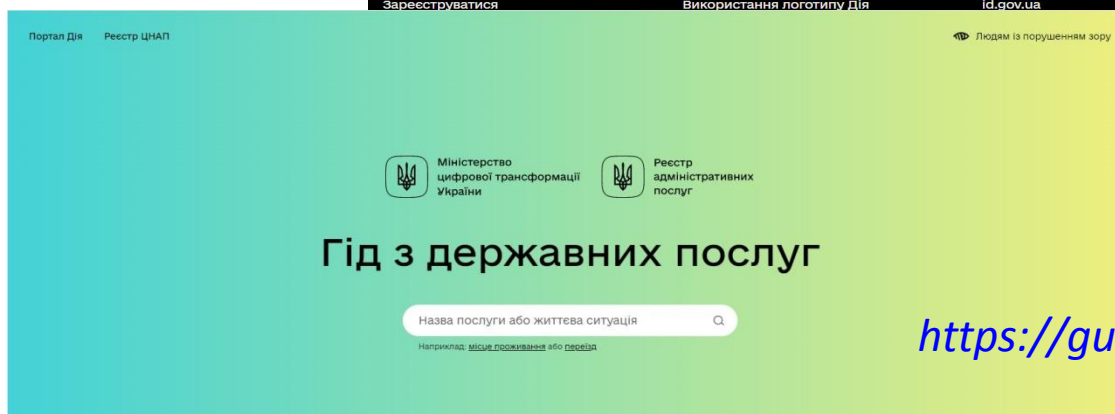 Зареєструватися Використання логотипу Дія id.gov.ua
Портал Дія Реєстр ЦНАП Людям із порушенням зору
Міністерство
цифрової трансформації
України
Реєстр
адміністративних
послуг
Гід з державних послуг
Назва послуги або життєва ситуація
Наприклад: місце проживання або переїзд
https://gu